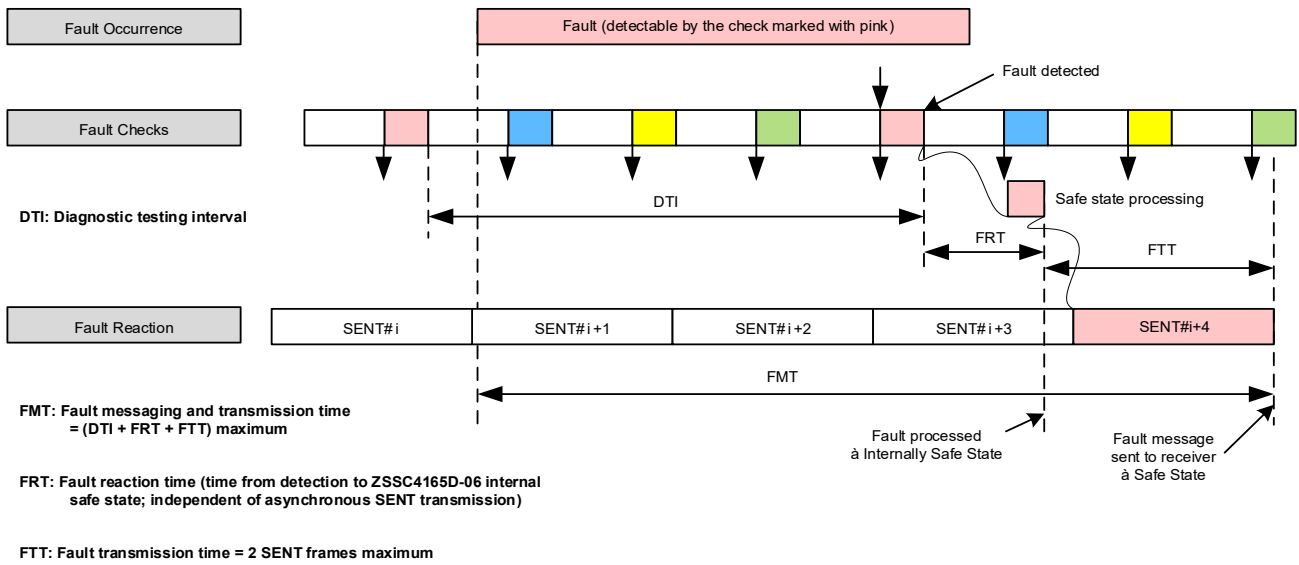 Fault Occurrence
Fault (detectable by the check marked with pink)
Fault detected
Fault Checks
DTI: Diagnostic testing interval
DTI
Safe state processing
FRT
FTT
Fault Reaction
SENT# i
SENT# i +1
SENT# i +2
SENT# i +3
SENT#i+4
FMT
FMT: Fault messaging and transmission time
= (DTI + FRT + FTT) maximum
Fault processed
à Internally Safe State
Fault message
sent to receiver
à Safe State
FRT: Fault reaction time (time from detection to ZSSC4165D-06 internal
safe state; independent of asynchronous SENT transmission)
FTT: Fault transmission time = 2 SENT frames maximum